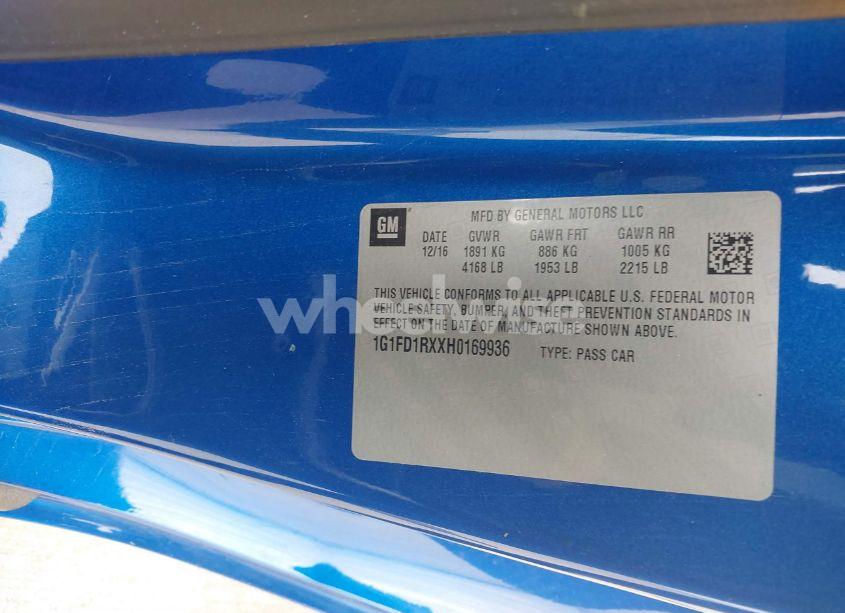 GM
MFD BY GENERAL MOTORS LLC
DATE GVWR GAWR FRT GAWR RR
12/16 1891 KG 886 KG 1005 KG
4168 LB 1953 LB 2215 LB
THIS VEHICLE CONFORMS TO ALL APPLICABLE U.S. FEDERAL MOTOR
VEHICLE SAFETY, BUMPER, AND THEFT PREVENTION STANDARDS IN
EFFECT ON THE DATE OF MANUFACTURE SHOWN ABOVE.
1G1FD1RXXH0169936 TYPE: PASS CAR